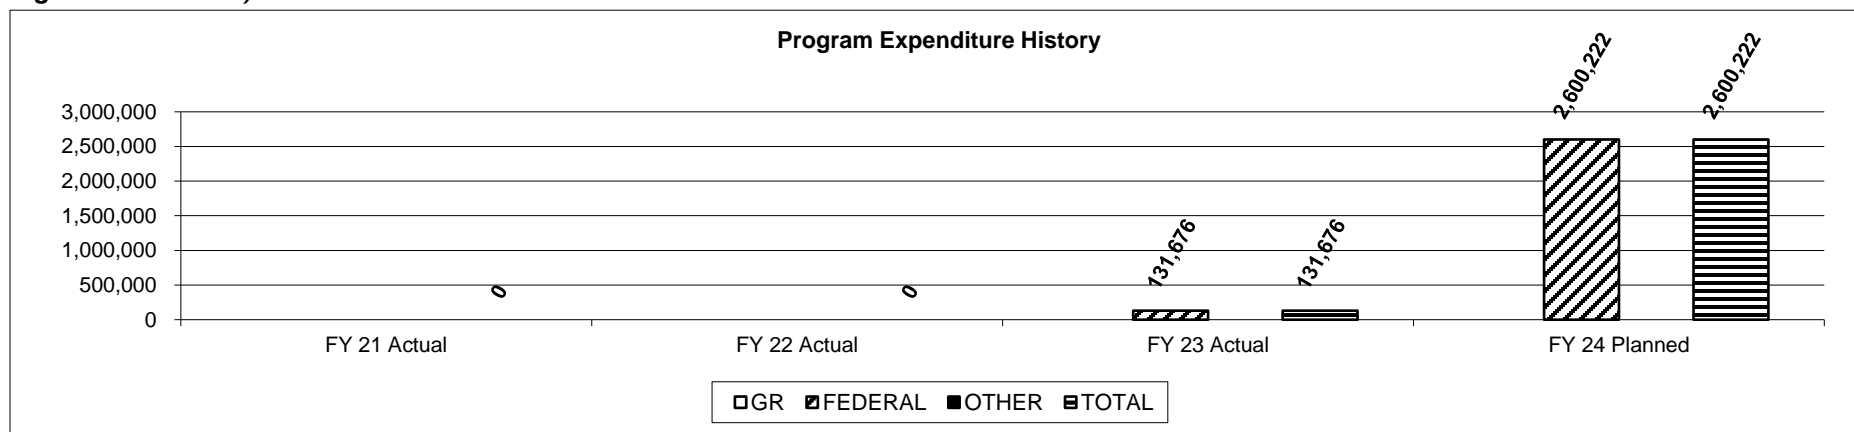 Program Expenditure History
2,600,222
2,600,222
3,000,000
2,500,000
2,000,000
1,500,000
1,000,000
131,676
131,676
500,000
0
0
0
FY 21 Actual
FY 22 Actual
FY 23 Actual
FY 24 Planned
GR FEDERAL OTHER TOTAL